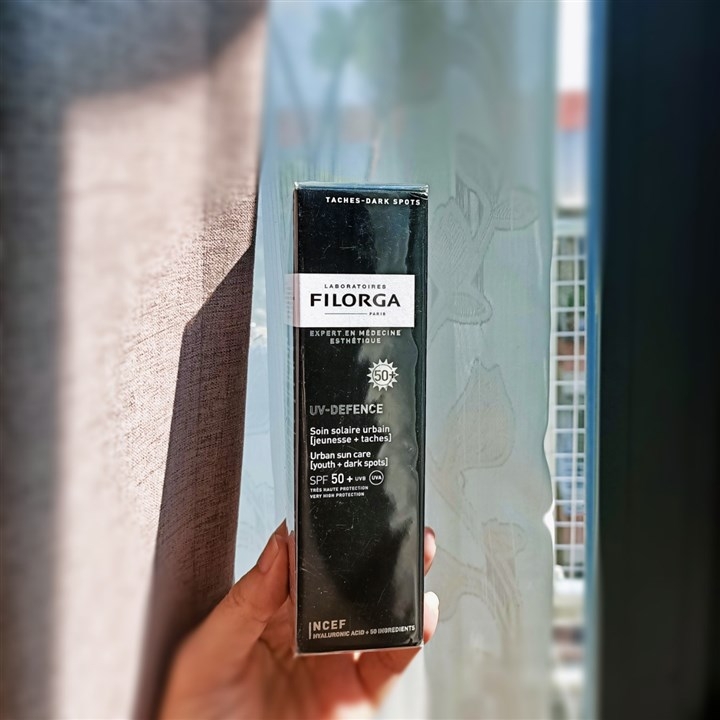 TACHES-DARK SPOTS
LABORATOIRES
FILORGA
PARIS
EXPERT EN MÉDECINE
ESTHÉTIQUE
50+
UV-DEFENCE
Soin solaire urbain
[jeunesse + taches]
Urban sun care
[youth + dark spots]
SPF 50+ UVB UVA
TRÈS HAUTE PROTECTION
VERY HIGH PROTECTION
NCEF
HYALURONIC ACID + 50 INGREDIENTS